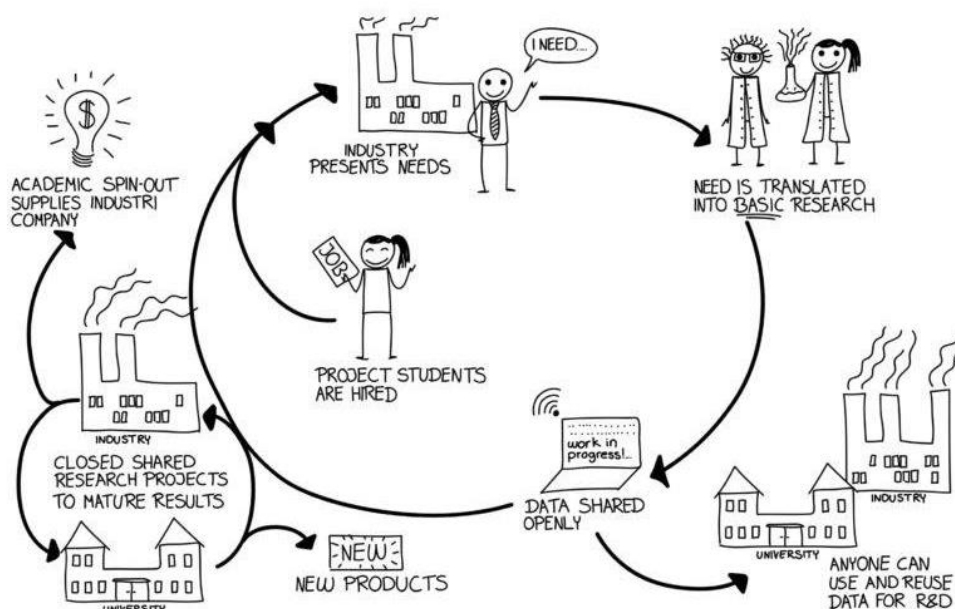 I NEED....
INDUSTRY
PRESENTS NEEDS
NEED IS TRANSLATED
INTO BASIC RESEARCH
$
ACADEMIC SPIN-OUT
SUPPLIES INDUSTRI
COMPANY
JOB
PROJECT STUDENTS
ARE HIRED
INDUSTRY
CLOSED SHARED
RESEARCH PROJECTS
TO MATURE RESULTS
UNIVERSITY
NEW
NEW PRODUCTS
work in
progress!...
DATA SHARED
OPENLY
INDUSTRY
UNIVERSITY
ANYONE CAN
USE AND REUSE
DATA FOR R&D